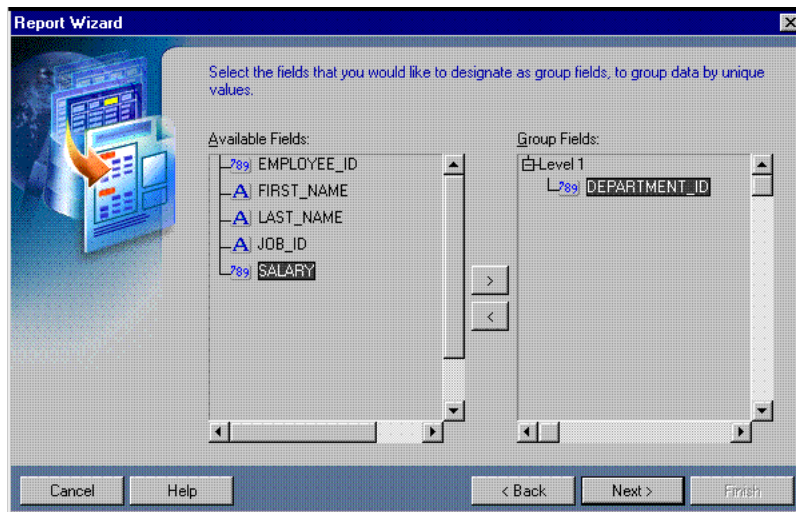 Report Wizard
Select the fields that you would like to designate as group fields, to group data by unique
values.
Available Fields:
789 EMPLOYEE_ID
A FIRST_NAME
A LAST_NAME
A JOB_ID
789 SALARY
Group Fields:
Level 1
789 DEPARTMENT_ID
>
<
Cancel
Help
< Back
Next >
Finish